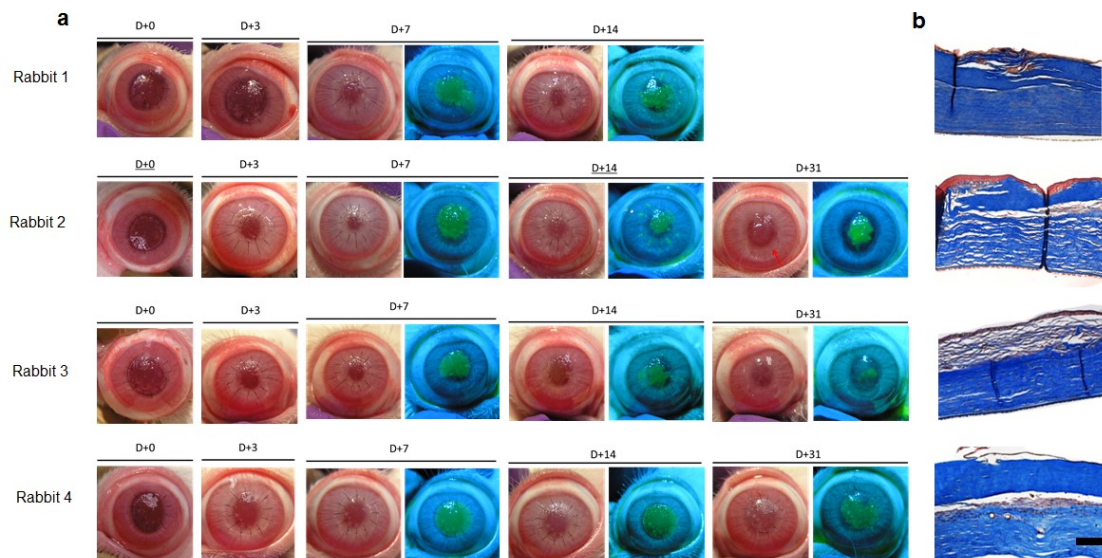 a
b
D+0 D+3 D+7 D+14
Rabbit 1
D+0 D+3 D+7 D+14 D+31
Rabbit 2
D+0 D+3 D+7 D+14 D+31
Rabbit 3
D+0 D+3 D+7 D+14 D+31
Rabbit 4